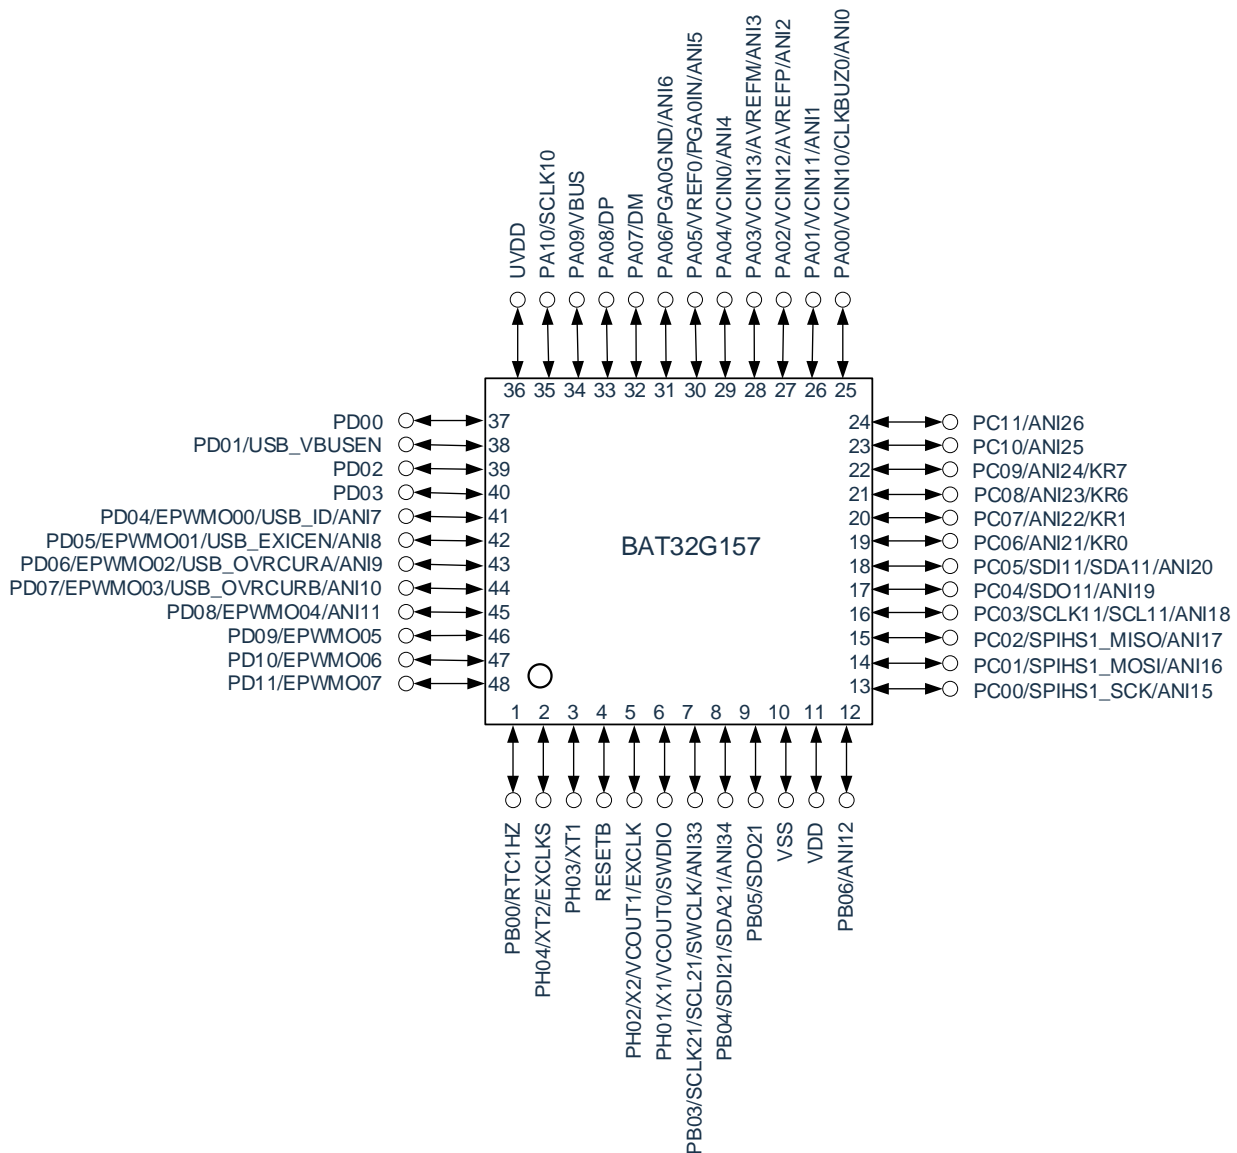 UVDD
PA10/SCLK10
PA09/VBUS
PA08/DP
PA07/DM
PA06/PGA0GND/ANI6
PA05/VREF0/PGA0IN/ANI5
PA04/VCIN0/ANI4
PA03/VCIN13/AVREFM/ANI3
PA02/VCIN12/AVREFP/ANI2
PA01/VCIN11/ANI1
PA00/VCIN10/CLKBUZ0/ANI0
36 35 34 33 32 31 30 29 28 27 26 25
PD00 37
PD01/USB_VBUSEN 38
PD02 39
PD03 40
PD04/EPWMO00/USB_ID/ANI7 41
PD05/EPWMO01/USB_EXICEN/ANI8 42
PD06/EPWMO02/USB_OVRCURA/ANI9 43
PD07/EPWMO03/USB_OVRCURB/ANI10 44
PD08/EPWMO04/ANI11 45
PD09/EPWMO05 46
PD10/EPWMO06 47
PD11/EPWMO07 48
BAT32G157
24 PC11/ANI26
23 PC10/ANI25
22 PC09/ANI24/KR7
21 PC08/ANI23/KR6
20 PC07/ANI22/KR1
19 PC06/ANI21/KR0
18 PC05/SDI11/SDA11/ANI20
17 PC04/SDO11/ANI19
16 PC03/SCLK11/SCL11/ANI18
15 PC02/SPIHS1_MISO/ANI17
14 PC01/SPIHS1_MOSI/ANI16
13 PC00/SPIHS1_SCK/ANI15
1 2 3 4 5 6 7 8 9 10 11 12
PB00/RTC1HZ
PH04/XT2/EXCLKS
PH03/XT1
RESETB
PH02/X2/VCOUT1/EXCLK
PH01/X1/VCOUT0/SWDIO
PB03/SCLK21/SCL21/SWCLK/ANI33
PB04/SDI21/SDA21/ANI34
PB05/SDO21
VSS
VDD
PB06/ANI12